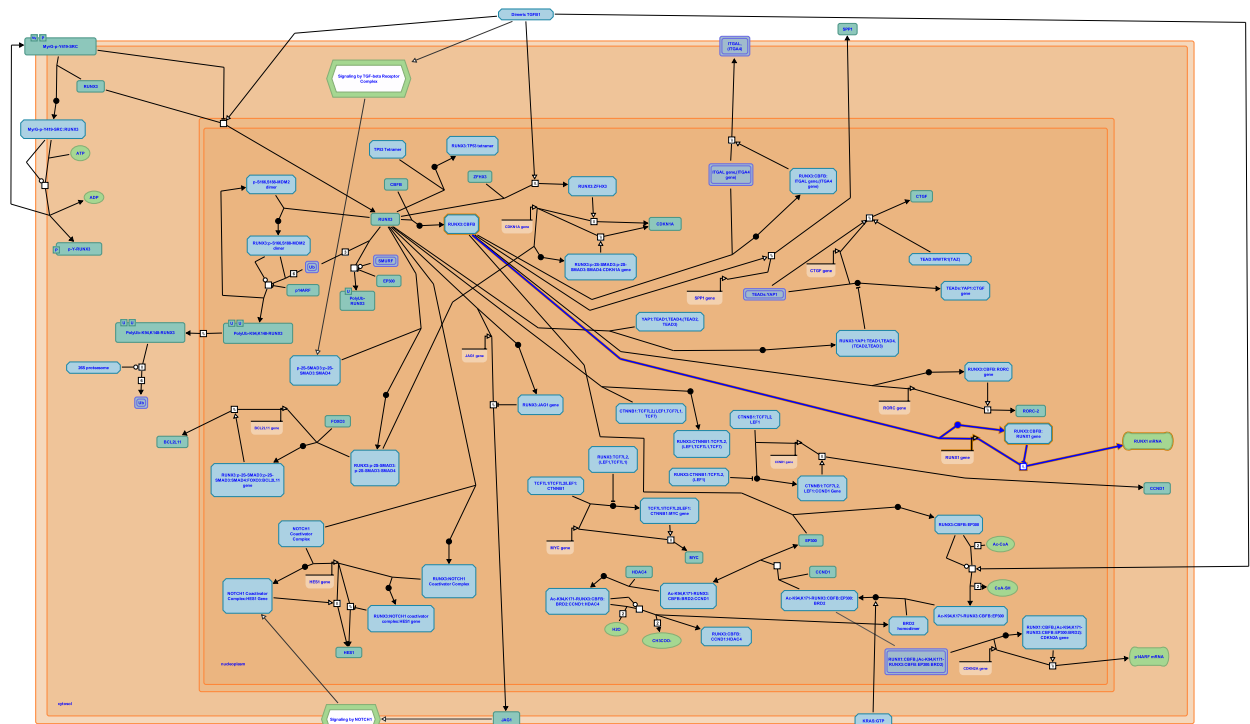 Dimeric TGFB1
SPP1
Myr/2-p-Y419-SRC
ITGAL,
(ITGA4)
Signaling by TGF-beta Receptor
Complex
RUNX3
Myr/2-p-Y419-SRC:RUNX3
ATP
ADP
p-Y-RUNX3
TP53 Tetramer
RUNX3:TP53 tetramer
ZFHX3
CBFB
p-S166,S188-MDM2
dimer
RUNX3
RUNX3:CBFB
RUNX3:ZFHX3
CDKN1A gene
CDKN1A
ITGAL gene,(ITGA4
gene)
RUNX3:CBFB:
ITGAL gene,(ITGA4
gene)
CTGF
RUNX3:p-S166,S188-MDM2
dimer
Ub
SMURF
EP300
p14ARF
PolyUb-
RUNX3
RUNX3:p-2S-SMAD3:p-2S-
SMAD3:SMAD4:CDKN1A gene
TEAD:WWTR1(TAZ)
CTGF gene
SPP1 gene
TEADs:YAP1
TEADs:YAP1:CTGF
gene
PolyUb-K94,K148-RUNX3
PolyUb-K94,K148-RUNX3
YAP1:TEAD1,TEAD4,(TEAD2,
TEAD3)
RUNX3:YAP1:TEAD1,TEAD4,
(TEAD2,TEAD3)
26S proteasome
Ub
p-2S-SMAD3:p-2S-
SMAD3:SMAD4
JAG1 gene
RUNX3:JAG1 gene
RUNX3:CBFB:RORC
gene
RORC gene
RORC-2
CTNNB1:TCF7L2,(LEF1,TCF7L1,
TCF7)
CTNNB1:TCF7L2,
LEF1
RUNX3:CBFB:
RUNX1 gene
RUNX1 gene
RUNX1 mRNA
BCL2L11
BCL2L11 gene
FOXO3
RUNX3:CTNNB1:TCF7L2,
(LEF1,TCF7L1,TCF7)
RUNX3:TCF7L2,
(LEF1,TCF7L1)
RUNX3:p-2S-SMAD3:p-2S-
SMAD3:SMAD4:FOXO3:BCL2L11
gene
RUNX3:p-2S-SMAD3:
p-2S-SMAD3:SMAD4
RUNX3:CTNNB1:TCF7L2,
(LEF1)
CTNNB1:TCF7L2,
LEF1:CCND1 Gene
CCND1
TCF7L1/TCF7L2/LEF1:
CTNNB1
TCF7L1/TCF7L2/LEF1:
CTNNB1:MYC gene
MYC gene
MYC
EP300
RUNX3:CBFB:EP300
Ac-CoA
CoA-SH
NOTCH1
Coactivator
Complex
HES1 gene
NOTCH1 Coactivator
Complex:HES1 Gene
RUNX3:NOTCH1
Coactivator Complex
RUNX3:NOTCH1 coactivator
complex:HES1 gene
HES1
HDAC4
CCND1
Ac-K94,K171-RUNX3:CBFB:
BRD2:CCND1:HDAC4
Ac-K94,K171-RUNX3:
CBFB:BRD2:CCND1
Ac-K94,K171-RUNX3:CBFB:EP300:
BRD2
Ac-K94,K171-RUNX3:CBFB:EP300
H2O
CH3COO-
RUNX3:CBFB:
CCND1:HDAC4
BRD2
homodimer
RUNX1:CBFB,(Ac-K94,K171-
RUNX3:CBFB:EP300:BRD2)
RUNX1:CBFB,(Ac-K94,K171-
RUNX3:CBFB:EP300:BRD2):
CDKN2A gene
CDKN2A gene
p14ARF mRNA
nucleoplasm
cytosol
Signaling by NOTCH1
JAG1
KRAS:GTP